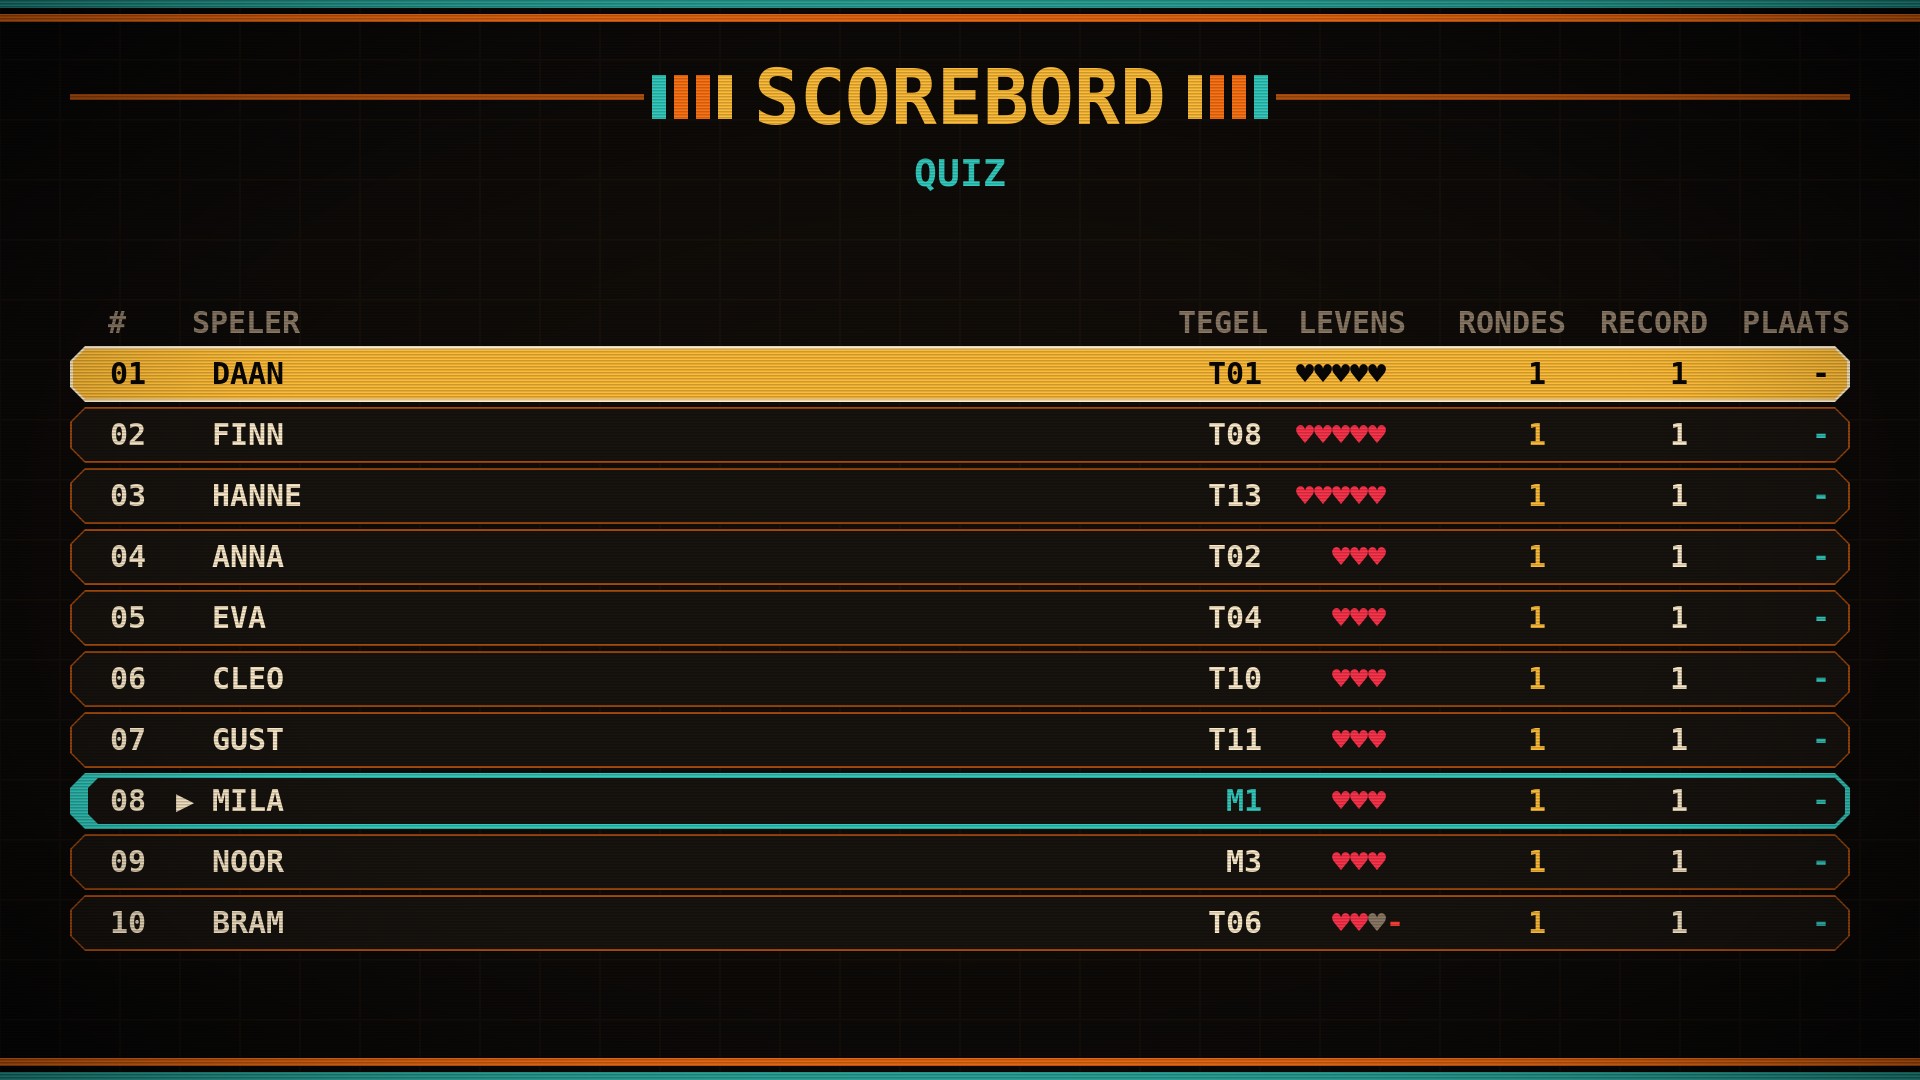 SCOREBORD
QUIZ
# SPELER TEGEL LEVENS RONDES RECORD PLAATS
01 DAAN T01 ♥♥♥♥♥ 1 1 -
02 FINN T08 ♥♥♥♥♥ 1 1 -
03 HANNE T13 ♥♥♥♥♥ 1 1 -
04 ANNA T02 ♥♥♥ 1 1 -
05 EVA T04 ♥♥♥ 1 1 -
06 CLEO T10 ♥♥♥ 1 1 -
07 GUST T11 ♥♥♥ 1 1 -
08 ▶ MILA M1 ♥♥♥ 1 1 -
09 NOOR M3 ♥♥♥ 1 1 -
10 BRAM T06 ♥♥♥- 1 1 -